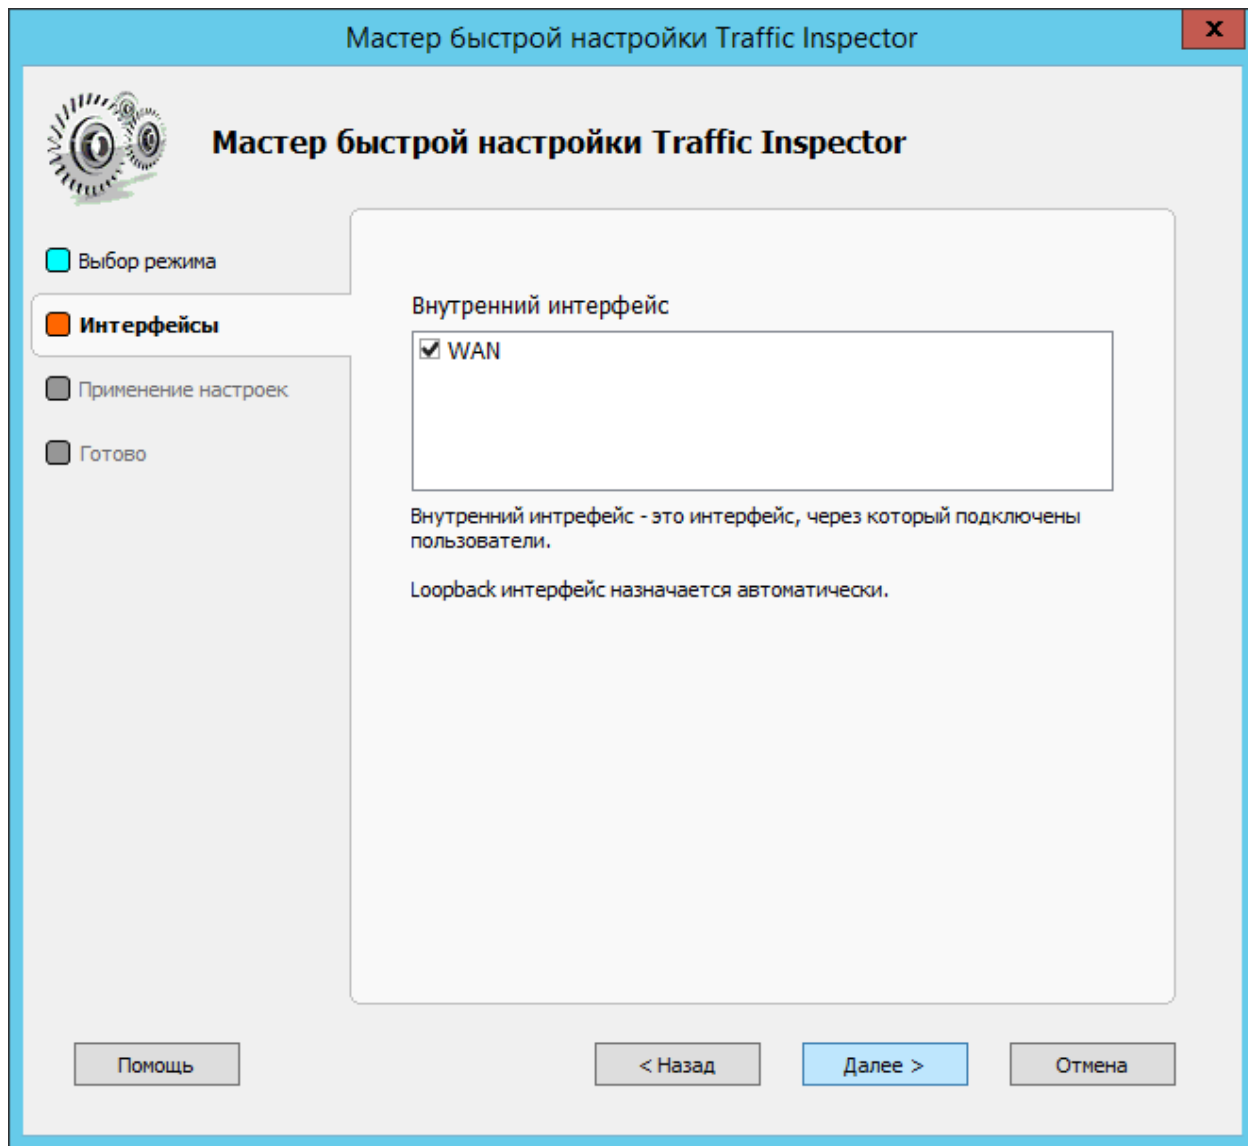 Мастер быстрой настройки Traffic Inspector
x
Мастер быстрой настройки Traffic Inspector
Выбор режима
Интерфейсы
Применение настроек
Готово
Внутренний интерфейс
WAN
Внутренний интрефейс - это интерфейс, через который подключены
пользователи.
Loopback интерфейс назначается автоматически.
Помощь
< Назад
Далее >
Отмена